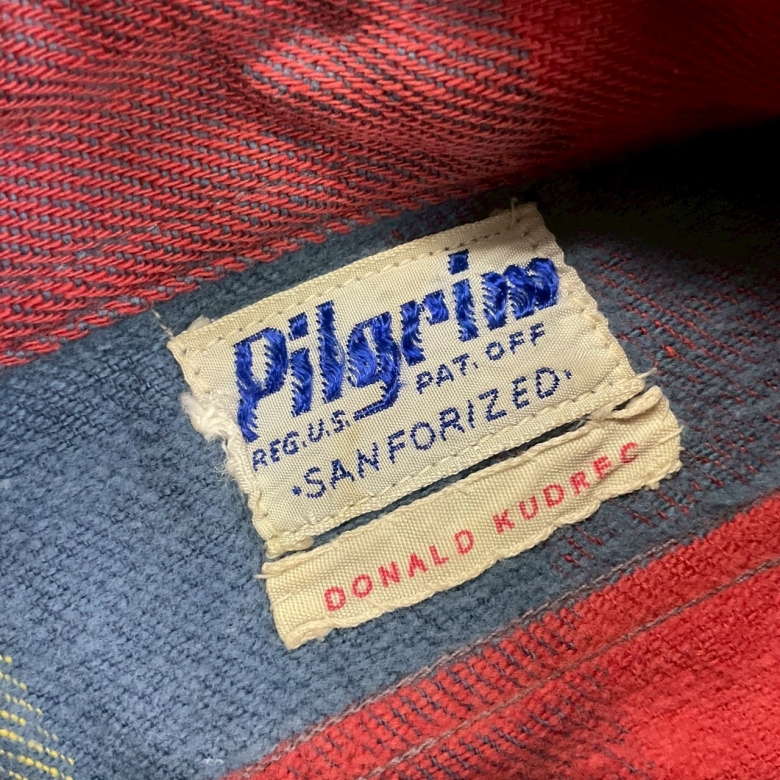 Pilgrim
REG.U.S. PAT. OFF
·SANFORIZED·
DONALD KUDREC